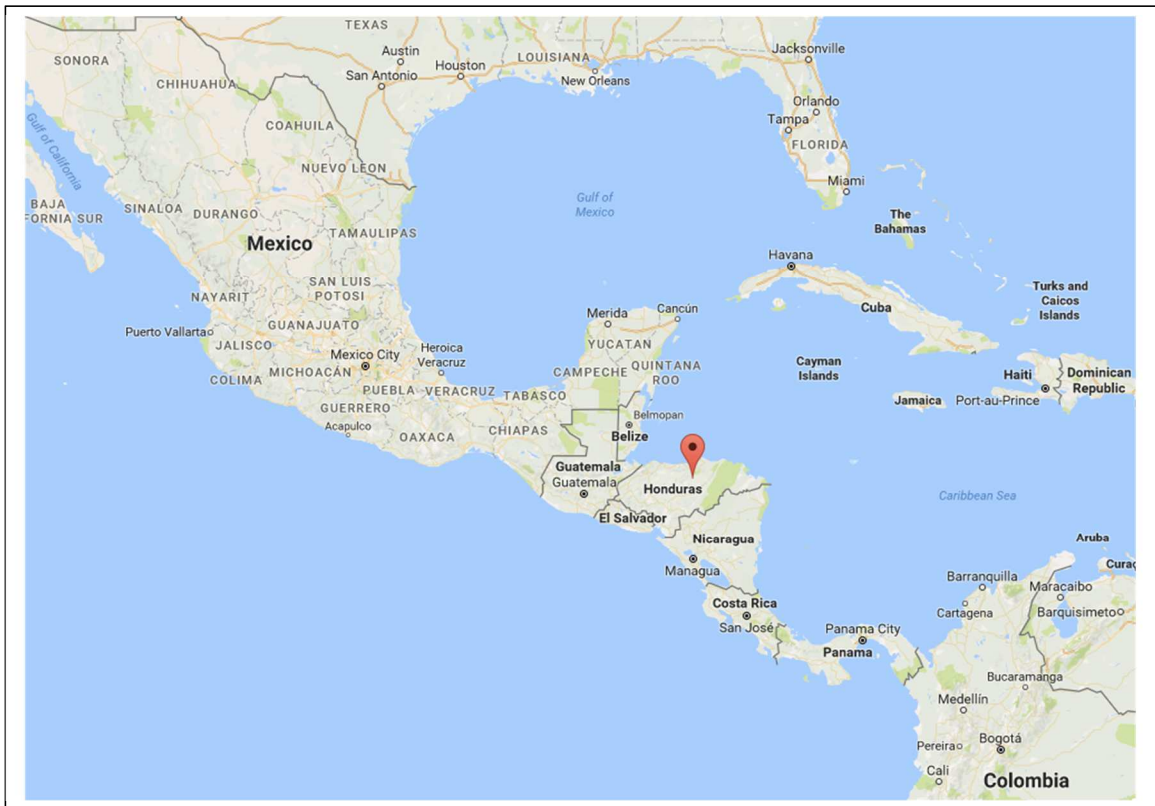 TEXAS
Jacksonville
SONORA
Austin
Houston
LOUISIANA
San Antonio
New Orleans
CHIHUAHUA
Orlando
COAHUILA
Tampa
FLORIDA
Gulf of California
NUEVO LEON
Miami
BAJA
FORNIA SUR
SINALOA
DURANGO
Gulf of
Mexico
The
Bahamas
TAMAULIPAS
Mexico
Havana
SAN LUIS
POTOSI
NAYARIT
Turks and
Caicos
Islands
Merida
Cancún
Cuba
Puerto Vallarta
GUANAJUATO
JALISCO
YUCATAN
Mexico City
Heroica
Veracruz
Cayman
Islands
MICHOACÁN
CAMPECHE
QUINTANA
ROO
Haiti
Dominican
Republic
COLIMA
PUEBLA
VERACRUZ
TABASCO
Jamaica
Port-au-Prince
GUERRERO
Belmopan
Acapulco
OAXACA
CHIAPAS
Belize
Guatemala
Guatemala
Honduras
Caribbean Sea
El Salvador
Nicaragua
Aruba
Curaç
Managua
Barranquilla
Maracaibo
Costa Rica
Cartagena
Barquisimeto
San José
Panama City
Panama
Bucaramanga
Medellín
Bogotá
Pereira
Cali
Colombia